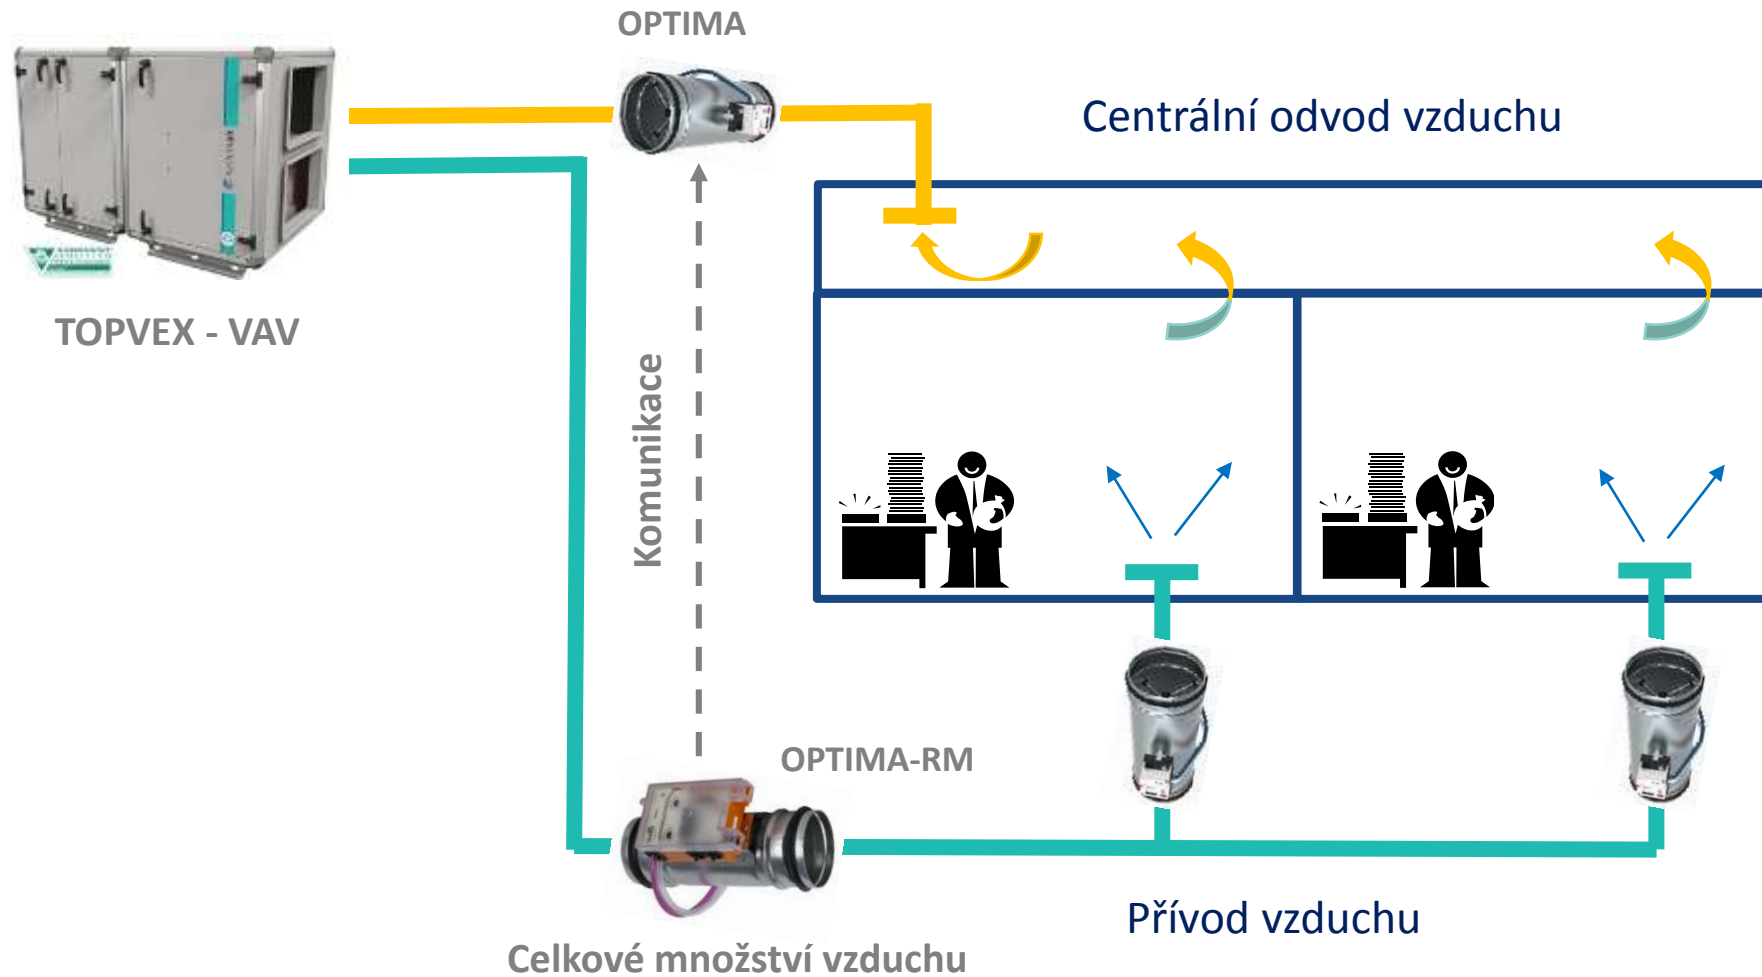 OPTIMA
Centrální odvod vzduchu
TOPVEX - VAV
Komunikace
OPTIMA-RM
Přívod vzduchu
Celkové množství vzduchu